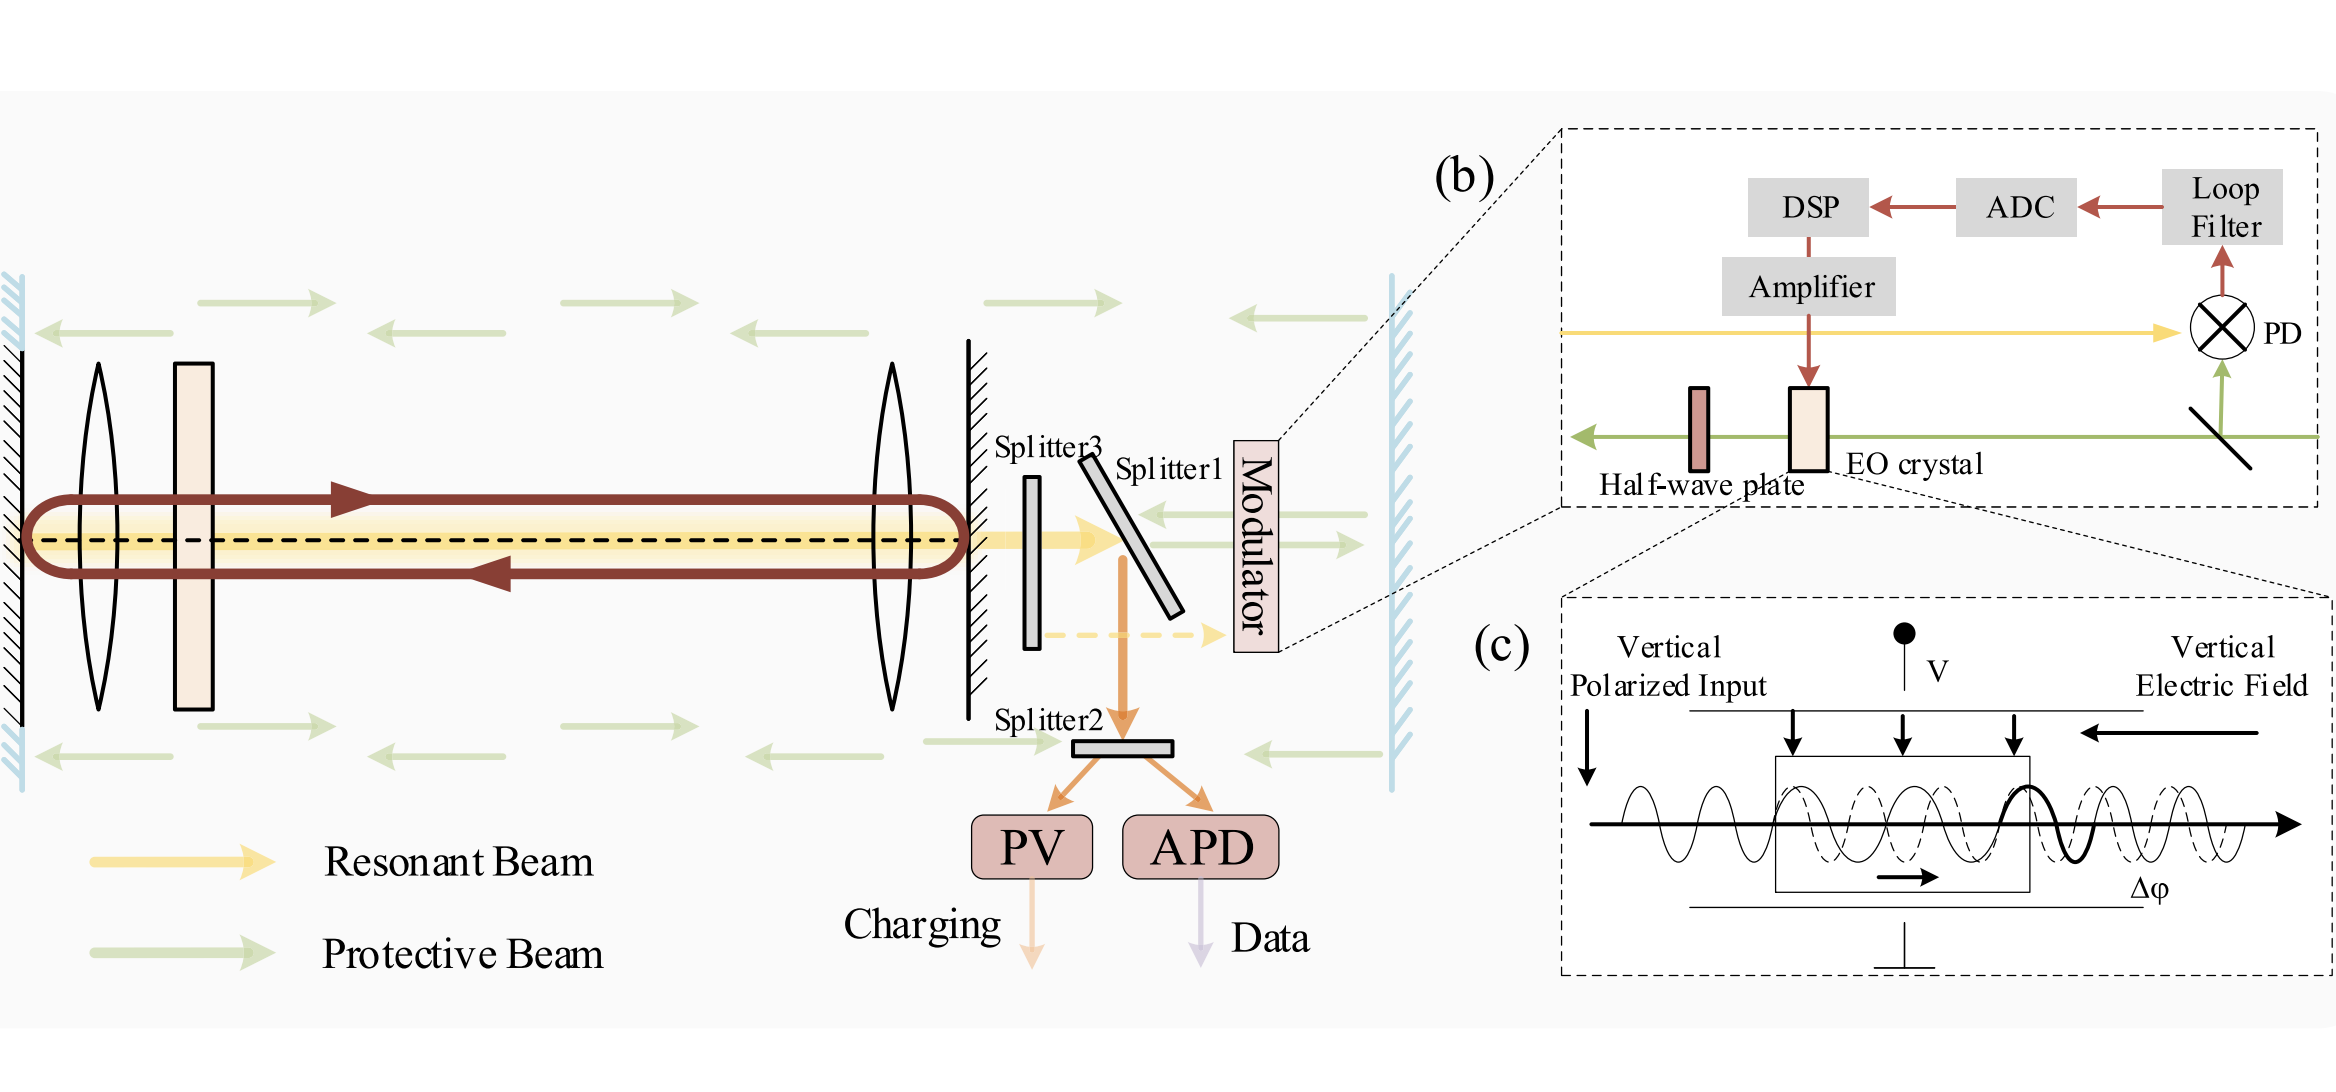 (b)
DSP
ADC
Loop
Filter
Amplifier
PD
EO crystal
Half-wave plate
Splitter3
Splitter1
Modulator
Splitter2
PV
APD
Charging
Data
Resonant Beam
Protective Beam
(c)
Vertical
Polarized Input
V
Vertical
Electric Field
Δφ